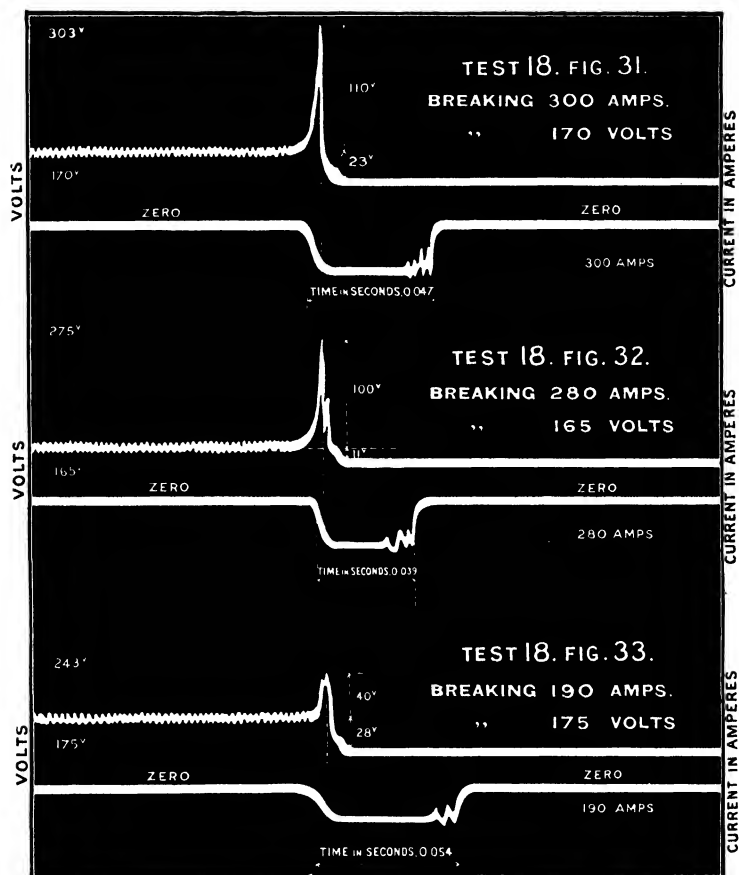 303ᵛ
TEST 18. FIG. 31.
110ᵛ
BREAKING 300 AMPS.
,, 170 VOLTS
23ᵛ
170ᵛ
VOLTS
CURRENT IN AMPERES
ZERO
ZERO
300 AMPS
TIME IN SECONDS, 0 047
275ᵛ
TEST 18. FIG. 32.
100ᵛ
BREAKING 280 AMPS.
,, 165 VOLTS
11ᵛ
165ᵛ
VOLTS
CURRENT IN AMPERES
ZERO
ZERO
280 AMPS
TIME IN SECONDS, 0 039
243ᵛ
TEST 18. FIG. 33.
40ᵛ
BREAKING 190 AMPS.
,, 175 VOLTS
28ᵛ
175ᵛ
VOLTS
CURRENT IN AMPERES
ZERO
ZERO
190 AMPS
TIME IN SECONDS, 0 054